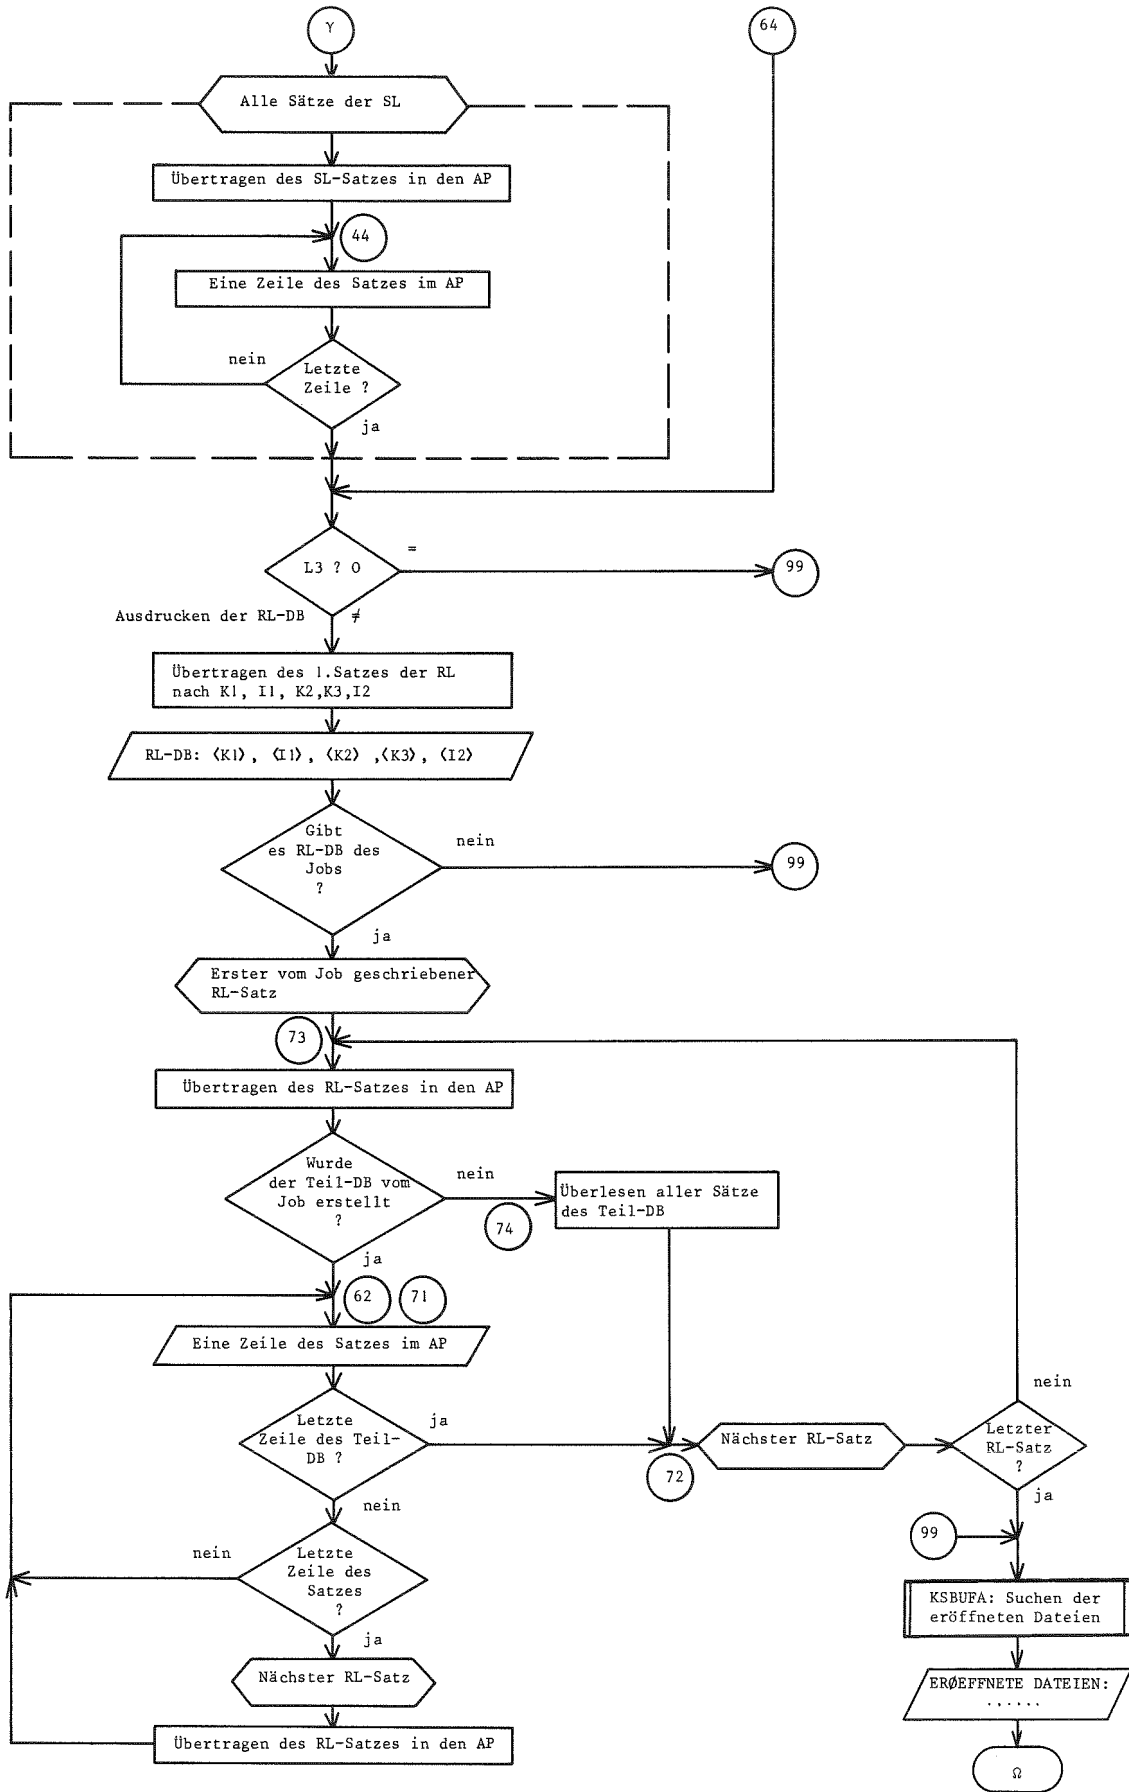 γ
64
Alle Sätze der SL
Übertragen des SL-Satzes in den AP
44
Eine Zeile des Satzes im AP
nein
Letzte
Zeile ?
ja
L3 ? O
=
99
Ausdrucken der RL-DB
≠
Übertragen des 1.Satzes der RL
nach K1, I1, K2,K3,I2
RL-DB: ⟨K1⟩, ⟨I1⟩, ⟨K2⟩ ,⟨K3⟩, ⟨I2⟩
Gibt
es RL-DB des
Jobs
?
nein
99
ja
Erster vom Job geschriebener
RL-Satz
73
Übertragen des RL-Satzes in den AP
Wurde
der Teil-DB vom
Job erstellt
?
nein
74
Überlesen aller Sätze
des Teil-DB
ja
62
71
Eine Zeile des Satzes im AP
Letzte
Zeile des Teil-
DB ?
ja
72
Nächster RL-Satz
Letzter
RL-Satz
?
nein
ja
nein
Letzte
Zeile des
Satzes
?
nein
ja
99
KSBUFA: Suchen der
eröffneten Dateien
Nächster RL-Satz
ERØEFFNETE DATEIEN:
......
Übertragen des RL-Satzes in den AP
Ω